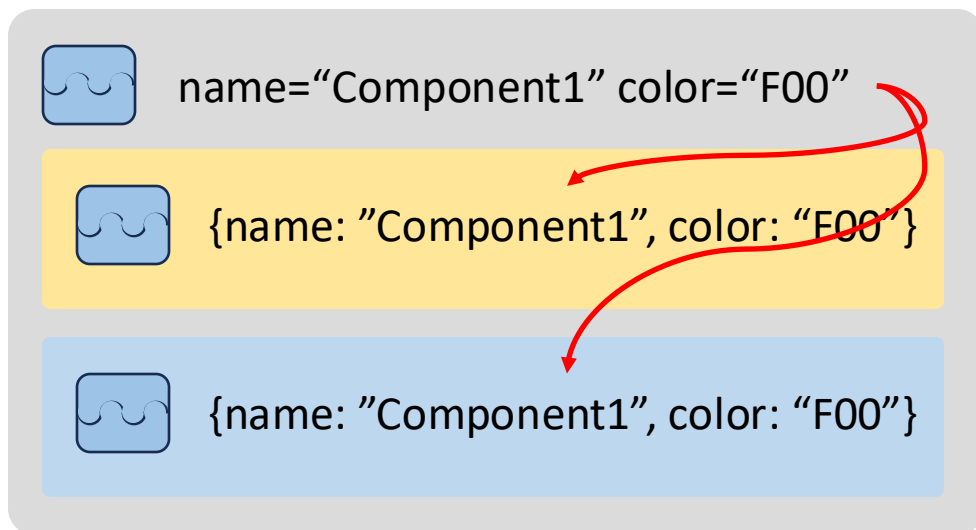 name=“Component1” color=“F00”
{name: ”Component1”, color: “F00”}
{name: ”Component1”, color: “F00”}